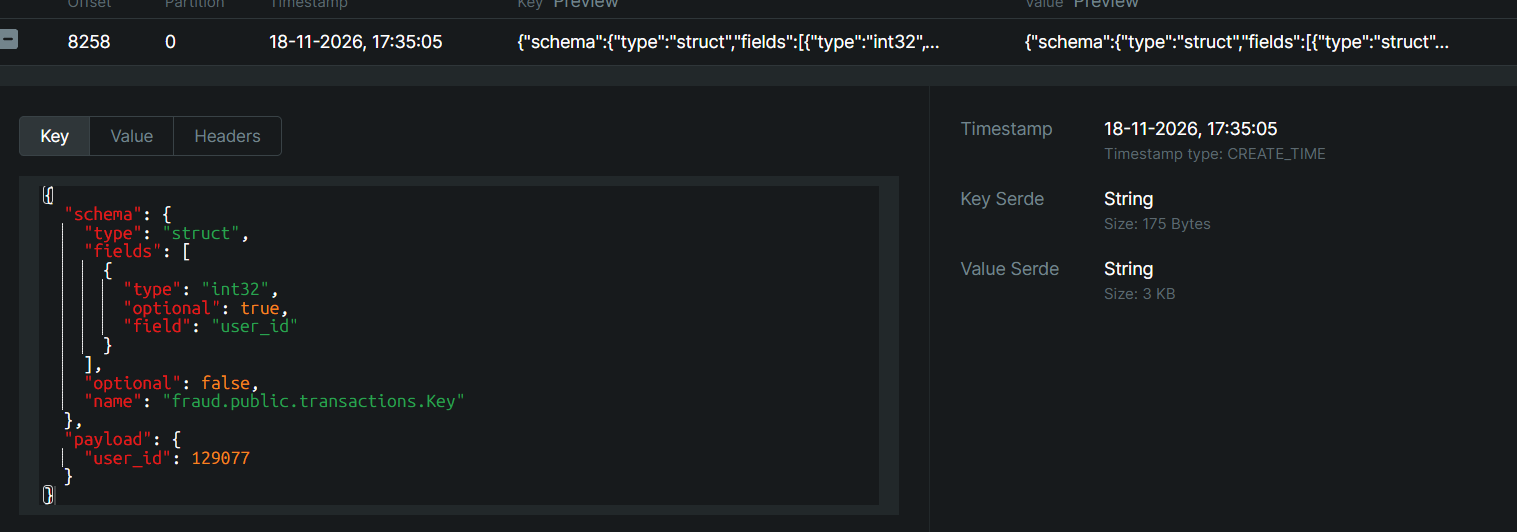 Offset Partition Timestamp Key Preview Value Preview
8258 0 18-11-2026, 17:35:05 {"schema":{"type":"struct","fields":[{"type":"int32",... {"schema":{"type":"struct","fields":[{"type":"struct"...
Key Value Headers
{
"schema": {
"type": "struct",
"fields": [
{
"type": "int32",
"optional": true,
"field": "user_id"
}
],
"optional": false,
"name": "fraud.public.transactions.Key"
},
"payload": {
"user_id": 129077
}
}
Timestamp 18-11-2026, 17:35:05
Timestamp type: CREATE_TIME
Key Serde String
Size: 175 Bytes
Value Serde String
Size: 3 KB